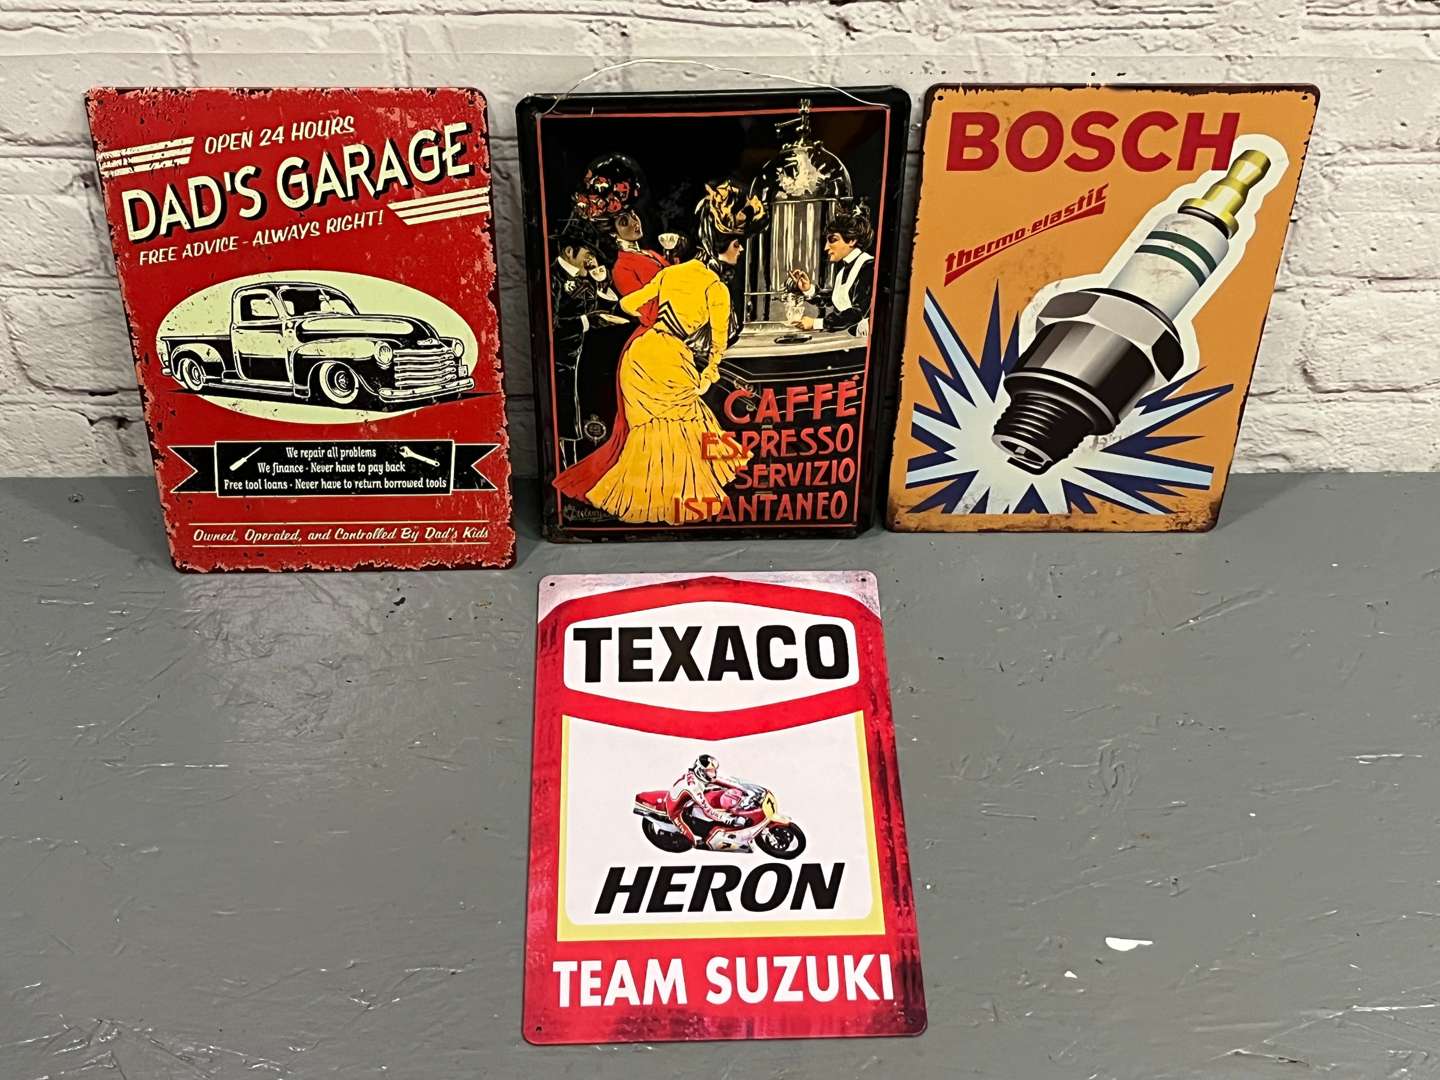 OPEN 24 HOURS
DAD'S GARAGE
FREE ADVICE - ALWAYS RIGHT!
We repair all problems
We finance - Never have to pay back
Free tool loans - Never have to return borrowed tools
Owned, Operated, and Controlled By Dad's Kids
CAFFÈ
ESPRESSO
SERVIZIO
ISTANTANEO
BOSCH
thermo-elastic
TEXACO
HERON
TEAM SUZUKI